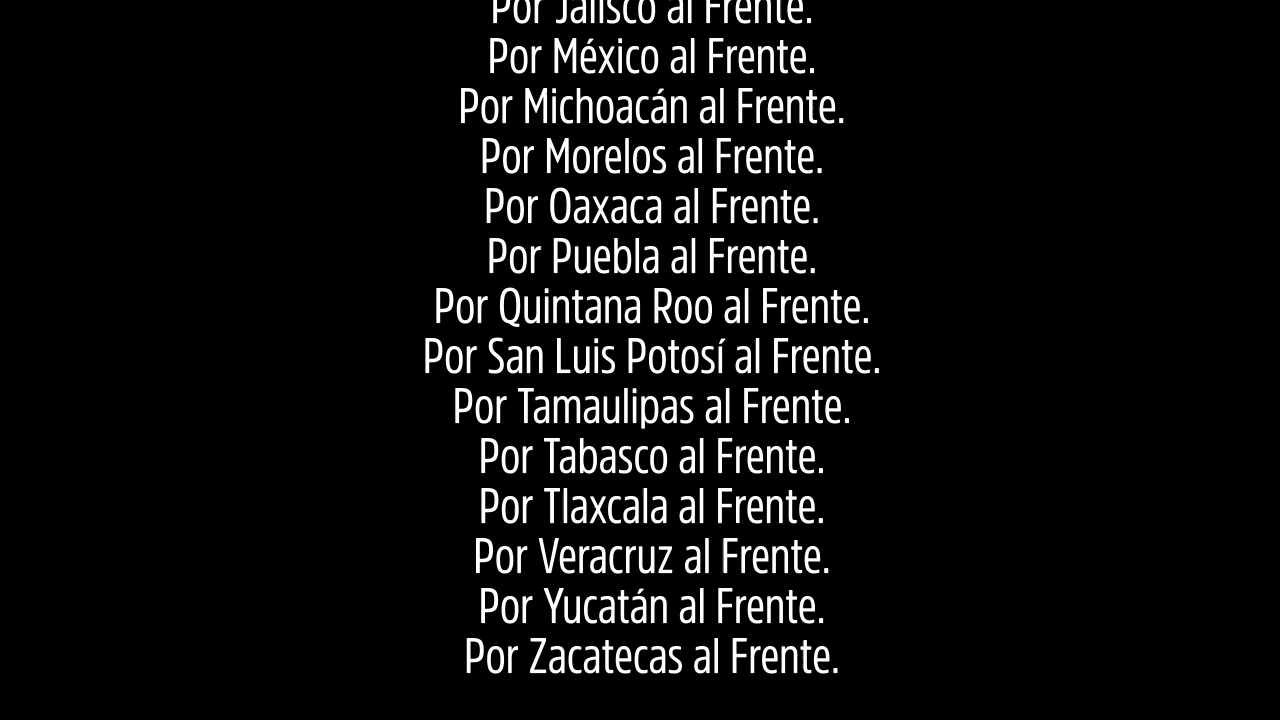 Por Jalisco al Frente.
Por México al Frente.
Por Michoacán al Frente.
Por Morelos al Frente.
Por Oaxaca al Frente.
Por Puebla al Frente.
Por Quintana Roo al Frente.
Por San Luis Potosí al Frente.
Por Tamaulipas al Frente.
Por Tabasco al Frente.
Por Tlaxcala al Frente.
Por Veracruz al Frente.
Por Yucatán al Frente.
Por Zacatecas al Frente.